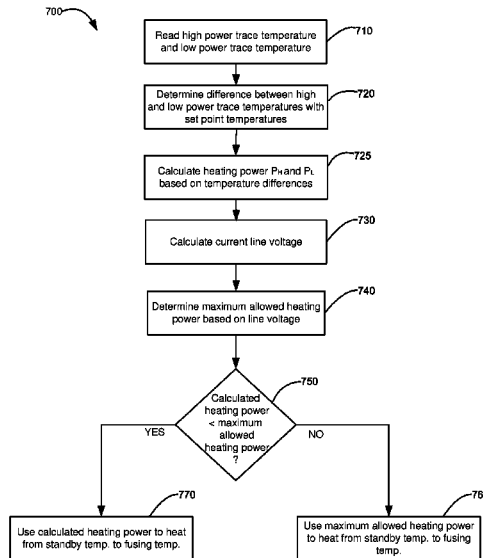 700
Read high power trace temperature
and low power trace temperature
710
Determine difference between high
and low power trace temperatures with
set point temperatures
720
Calculate heating power PH and PL
based on temperature differences
725
Calculate current line voltage
730
Determine maximum allowed heating
power based on line voltage
740
Calculated
heating power
< maximum
allowed
heating power
?
750
YES
NO
Use calculated heating power to heat
from standby temp. to fusing temp.
770
Use maximum allowed heating power
to heat from standby temp. to fusing
temp.
76